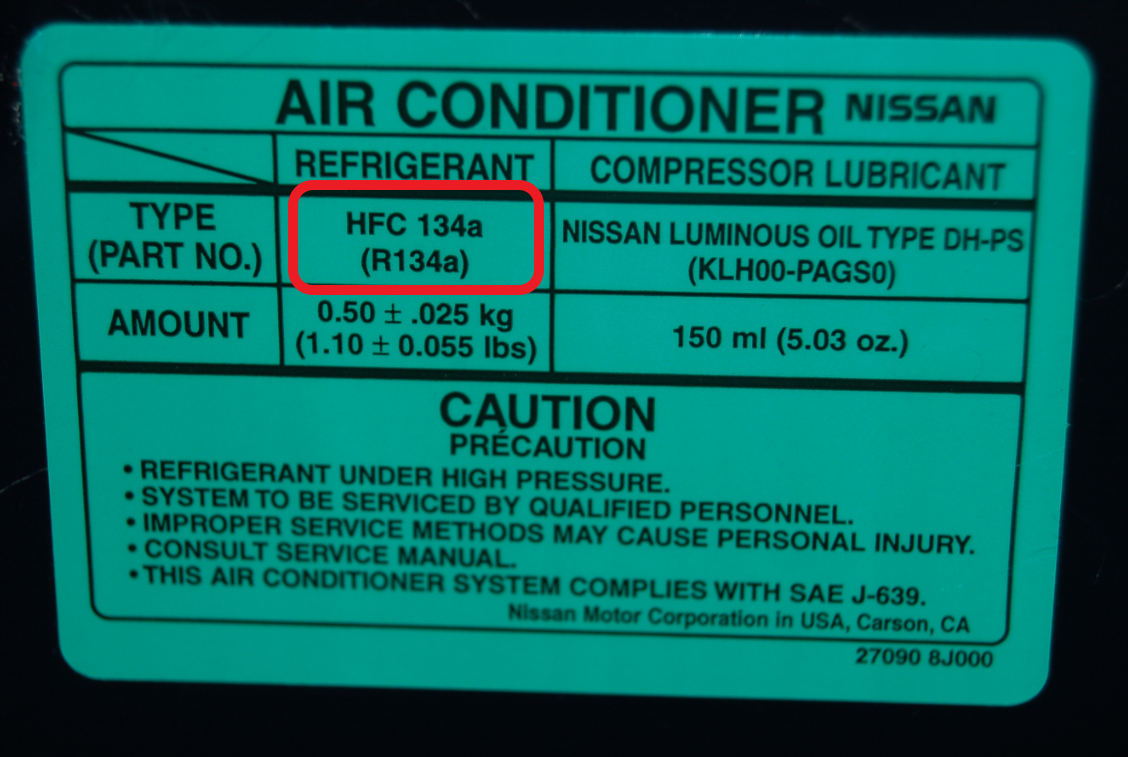 AIR CONDITIONER NISSAN
REFRIGERANT COMPRESSOR LUBRICANT
TYPE
(PART NO.)
HFC 134a
(R134a)
NISSAN LUMINOUS OIL TYPE DH-PS
(KLH00-PAGS0)
AMOUNT
0.50 ± .025 kg
(1.10 ± 0.055 lbs)
150 ml (5.03 oz.)
CAUTION
PRÉCAUTION
• REFRIGERANT UNDER HIGH PRESSURE.
• SYSTEM TO BE SERVICED BY QUALIFIED PERSONNEL.
• IMPROPER SERVICE METHODS MAY CAUSE PERSONAL INJURY.
• CONSULT SERVICE MANUAL.
• THIS AIR CONDITIONER SYSTEM COMPLIES WITH SAE J-639.
Nissan Motor Corporation in USA, Carson, CA
27090 8J000